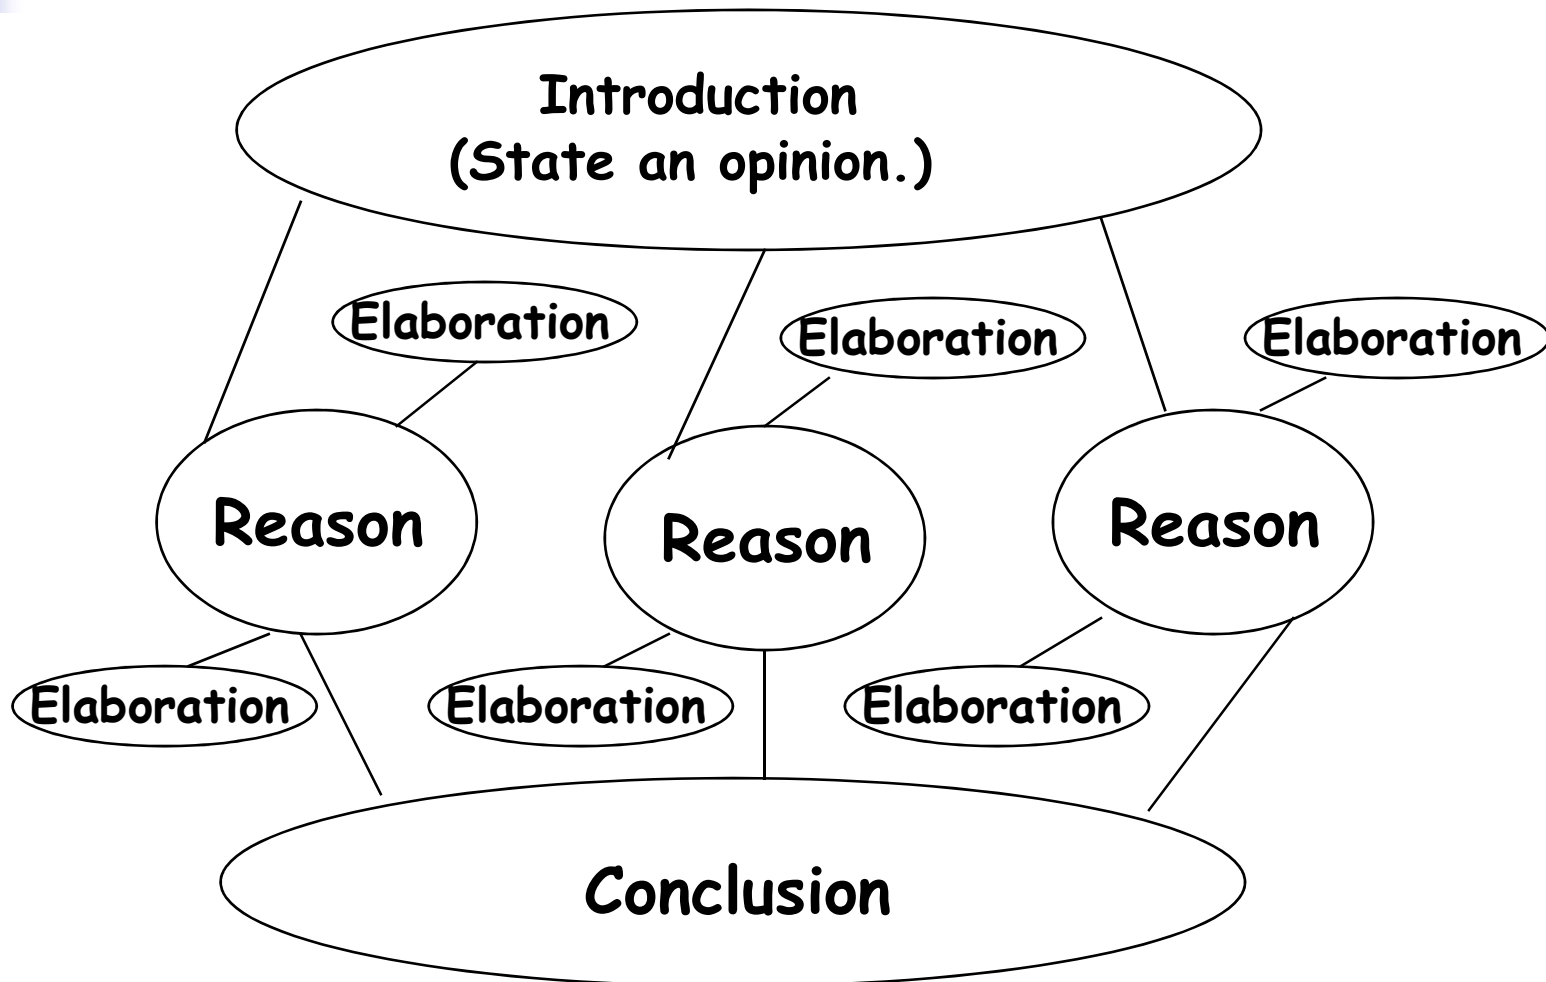 Introduction
(State an opinion.)
Elaboration
Elaboration
Elaboration
Reason
Reason
Reason
Elaboration
Elaboration
Elaboration
Conclusion